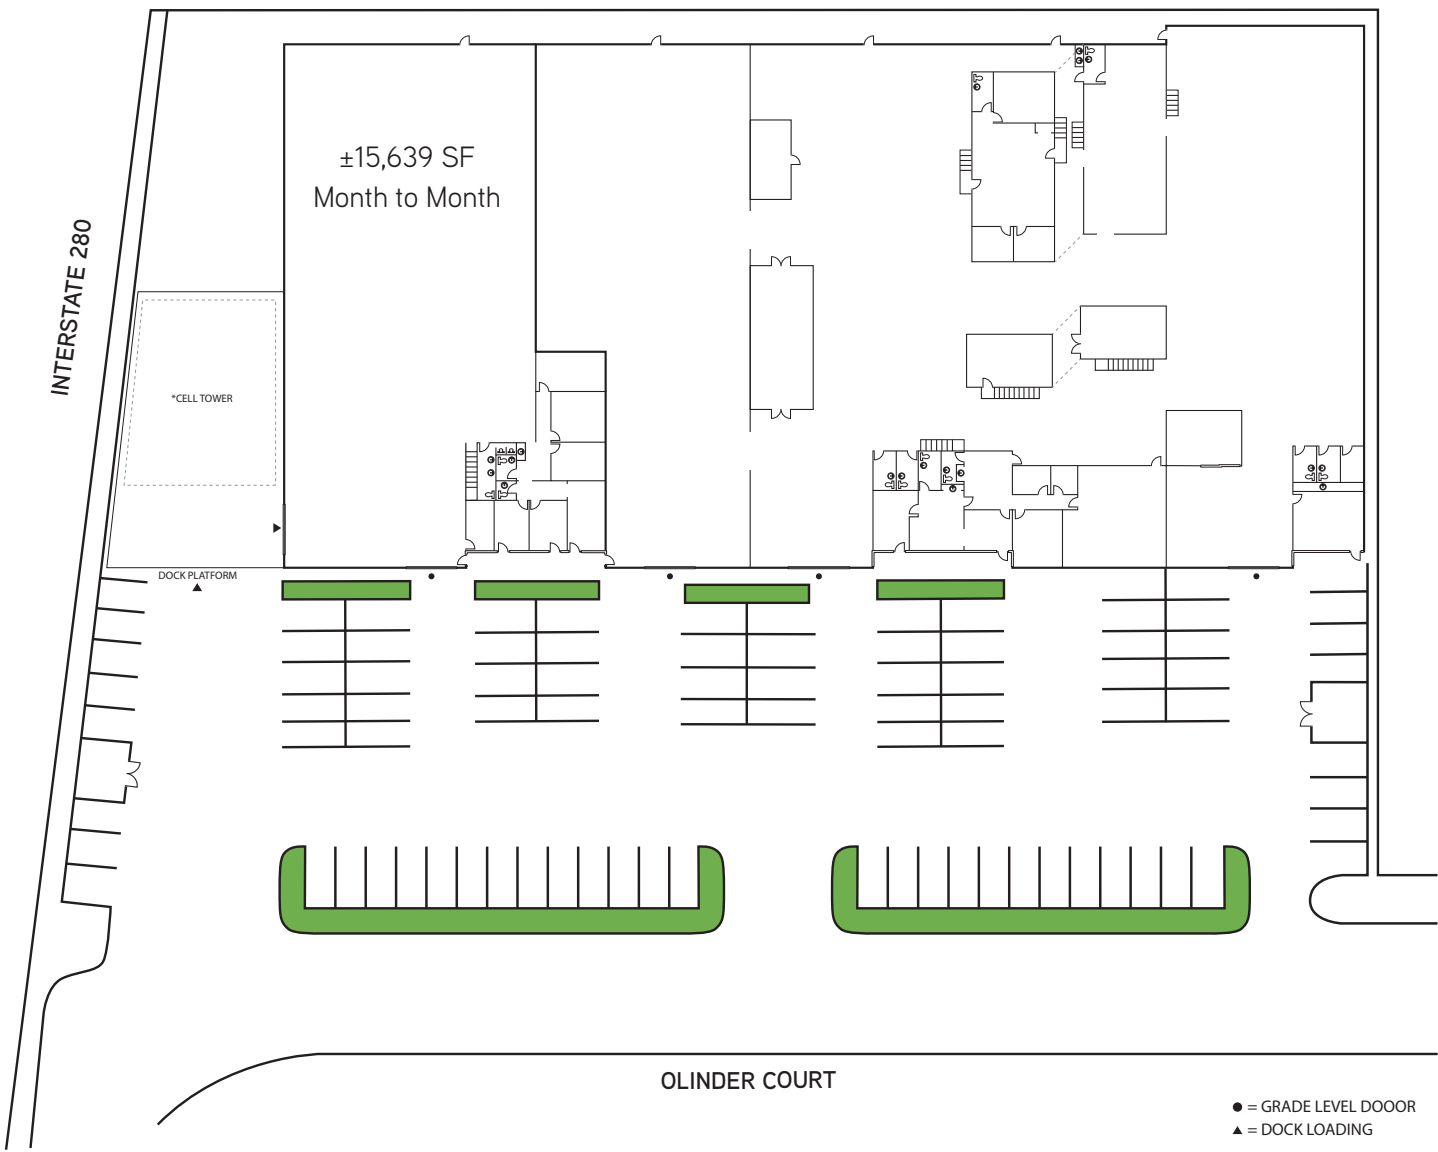 ±15,639 SF
Month to Month
INTERSTATE 280
*CELL TOWER
DOCK PLATFORM
OLINDER COURT
● = GRADE LEVEL DOOOR
▲ = DOCK LOADING